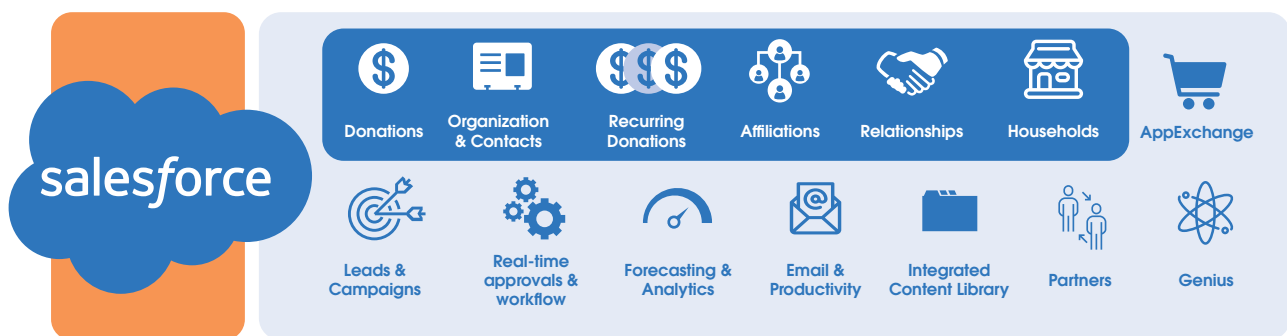 salesforce
Donations
Organization
& Contacts
Recurring
Donations
Affiliations
Relationships
Households
AppExchange
Leads &
Campaigns
Real-time
approvals &
workflow
Forecasting &
Analytics
Email &
Productivity
Integrated
Content Library
Partners
Genius